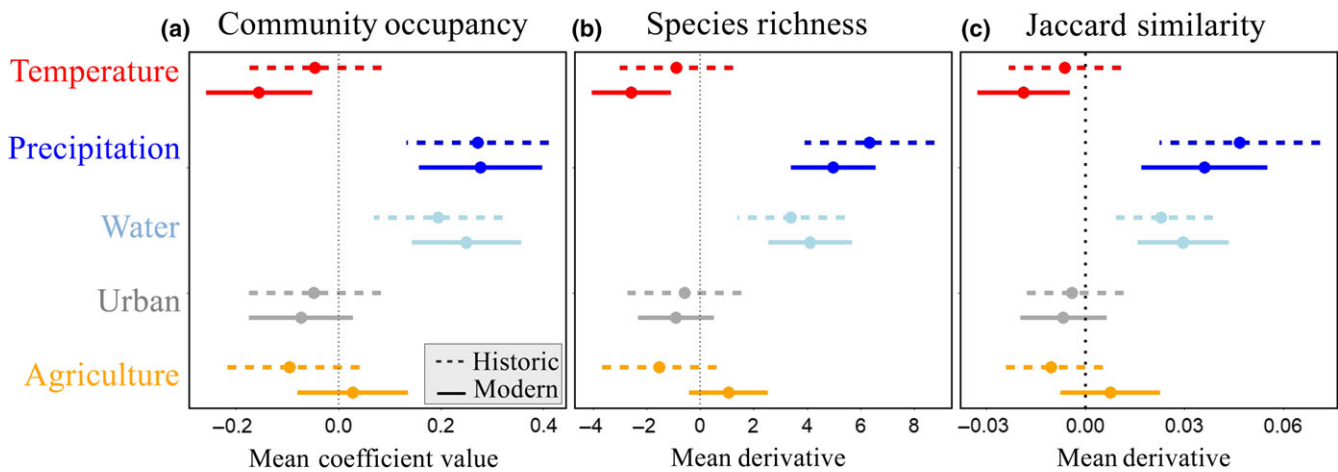 (a) Community occupancy (b) Species richness (c) Jaccard similarity
Temperature
Precipitation
Water
Urban
Agriculture
Historic
Modern
−0.2 0.0 0.2 0.4 −4 −2 0 2 4 6 8 −0.03 0.00 0.03 0.06
Mean coefficient value Mean derivative Mean derivative